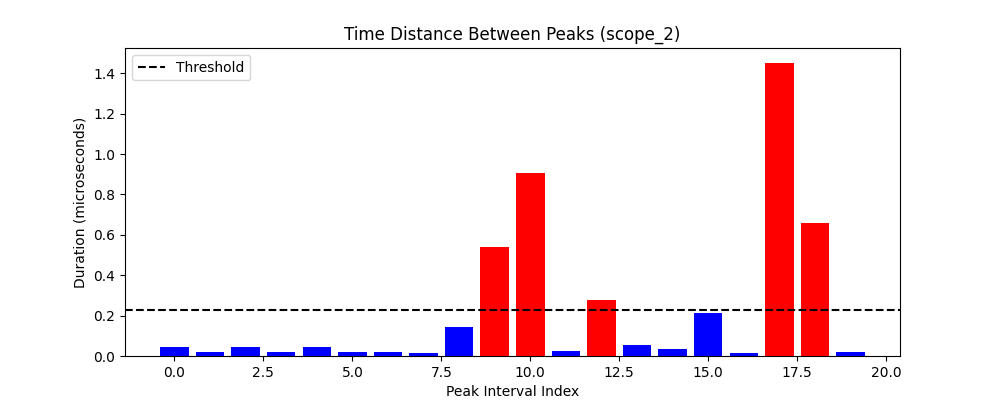 Time Distance Between Peaks (scope_2)
Threshold
Duration (microseconds)
1.4
1.2
1.0
0.8
0.6
0.4
0.2
0.0
0.0 2.5 5.0 7.5 10.0 12.5 15.0 17.5 20.0
Peak Interval Index